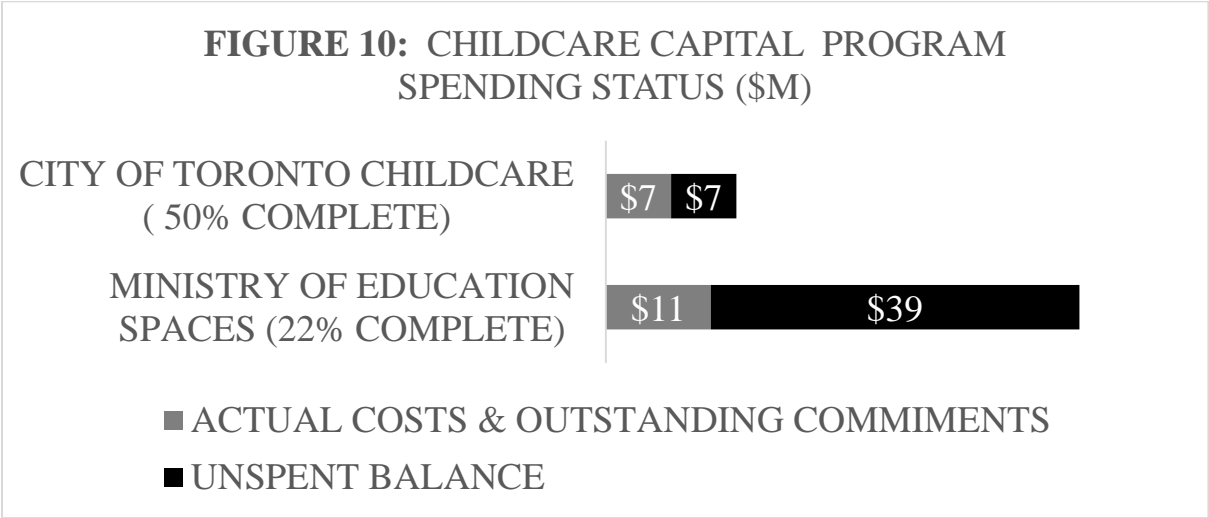 FIGURE 10: CHILDCARE CAPITAL PROGRAM
SPENDING STATUS ($M)
CITY OF TORONTO CHILDCARE
( 50% COMPLETE)
$7 $7
MINISTRY OF EDUCATION
SPACES (22% COMPLETE)
$11 $39
ACTUAL COSTS & OUTSTANDING COMMIMENTS
UNSPENT BALANCE